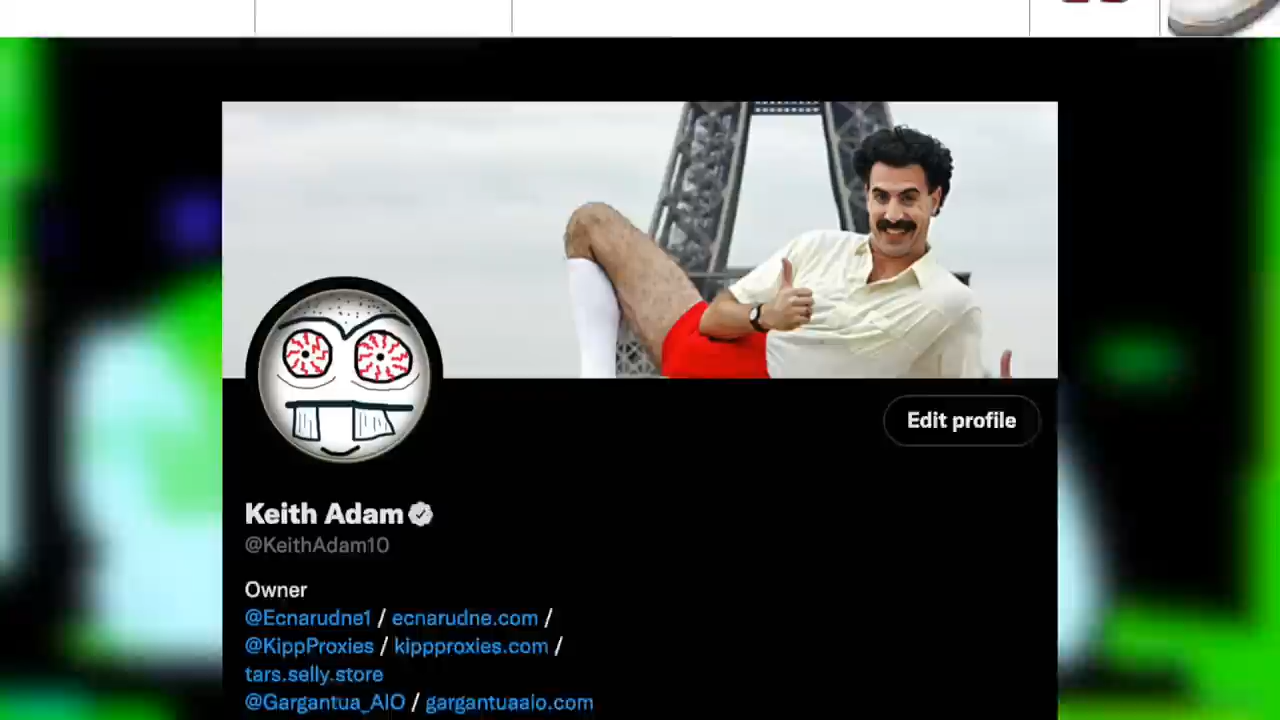 Edit profile
Keith Adam
@KeithAdam10
Owner
@Ecnarudne1 / ecnarudne.com /
@KippProxies / kippproxies.com /
tars.selly.store
@Gargantua_AIO / gargantuaaio.com